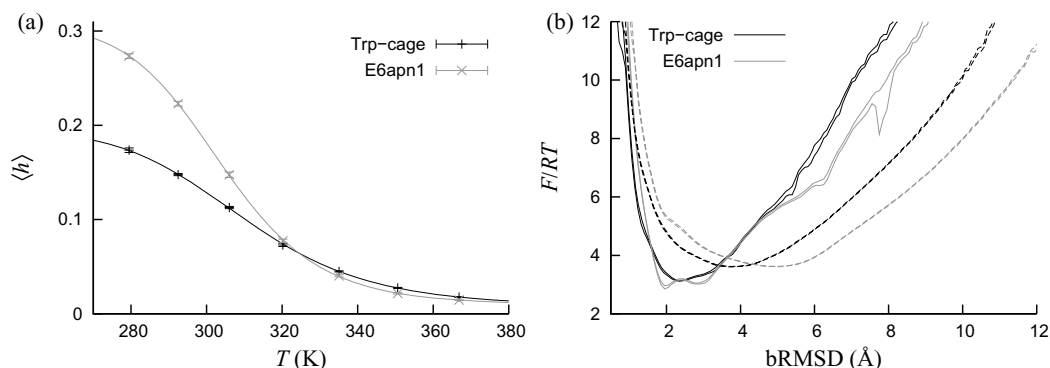 (a)
0.3
0.2
0.1
0
⟨h⟩
Trp−cage
E6apn1
280 300 320 340 360 380
T (K)
(b)
12
10
8
6
4
2
F/RT
Trp−cage
E6apn1
2 4 6 8 10 12
bRMSD (Å)